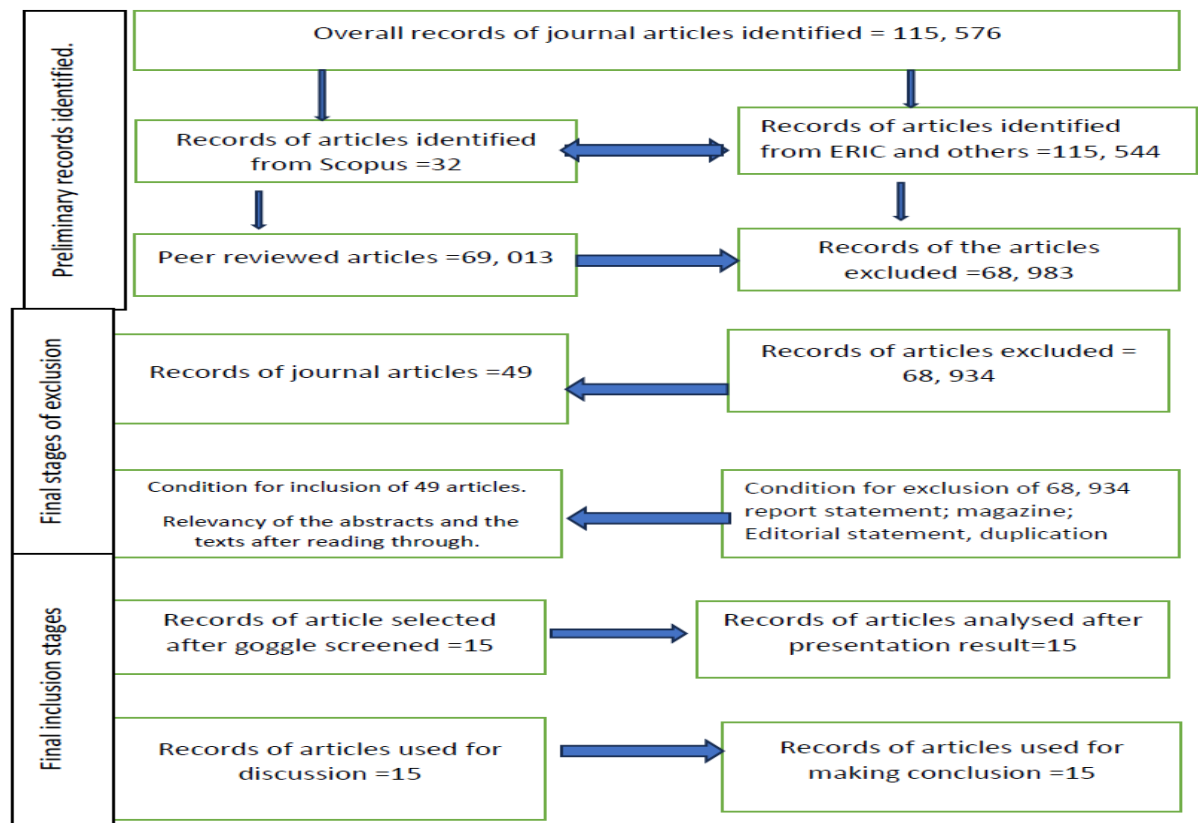 Preliminary records identified.
Overall records of journal articles identified = 115, 576
Records of articles identified
from Scopus =32
Records of articles identified
from ERIC and others =115, 544
Peer reviewed articles =69, 013
Records of the articles
excluded =68, 983
Final stages of exclusion
Records of journal articles =49
Records of articles excluded =
68, 934
Condition for inclusion of 49 articles.
Relevancy of the abstracts and the
texts after reading through.
Condition for exclusion of 68, 934
report statement; magazine;
Editorial statement, duplication
Final inclusion stages
Records of article selected
after goggle screened =15
Records of articles analysed after
presentation result=15
Records of articles used for
discussion =15
Records of articles used for
making conclusion =15